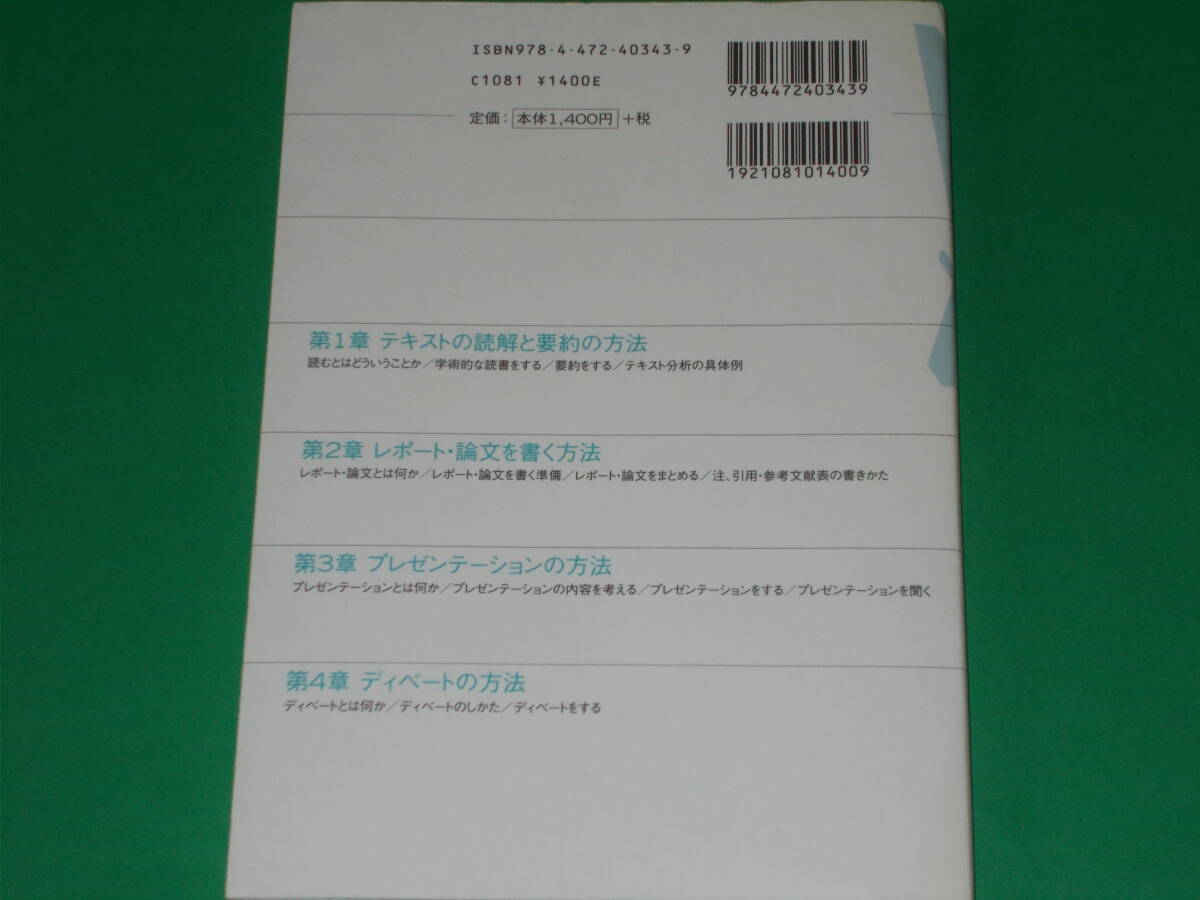 ISBN978-4-472-40343-9
C1081 ¥1400E
定価：本体1,400円+税
9784472403439
1921081014009
第1章 テキストの読解と要約の方法
読むとはどういうことか／学術的な読書をする／要約をする／テキスト分析の具体例
第2章 レポート・論文を書く方法
レポート・論文とは何か／レポート・論文を書く準備／レポート・論文をまとめる／注、引用・参考文献表の書きかた
第3章 プレゼンテーションの方法
プレゼンテーションとは何か／プレゼンテーションの内容を考える／プレゼンテーションをする／プレゼンテーションを聞く
第4章 ディベートの方法
ディベートとは何か／ディベートのしかた／ディベートをする